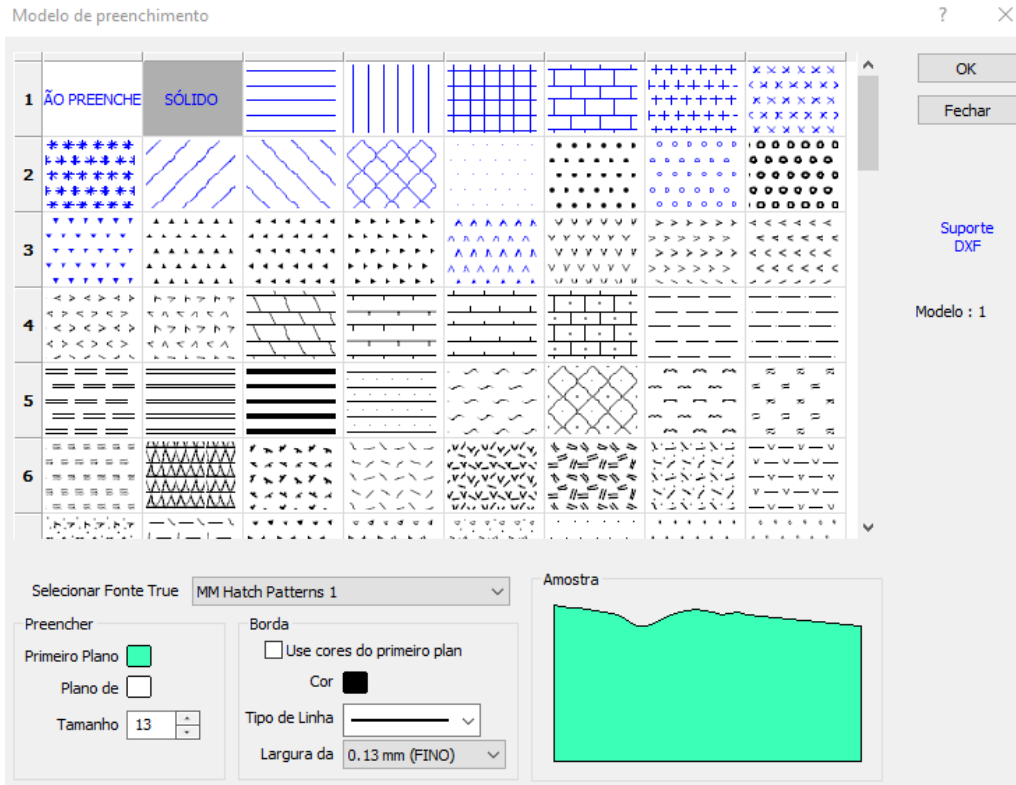 Modelo de preenchimento
?
OK
Fechar
1
ÃO PREENCHE
SÓLIDO
2
3
Suporte
DXF
4
Modelo : 1
5
6
Selecionar Fonte True
MM Hatch Patterns 1
Amostra
Preencher
Primeiro Plano
Plano de
Tamanho
13
Borda
Use cores do primeiro plan
Cor
Tipo de Linha
Largura da
0.13 mm (FINO)